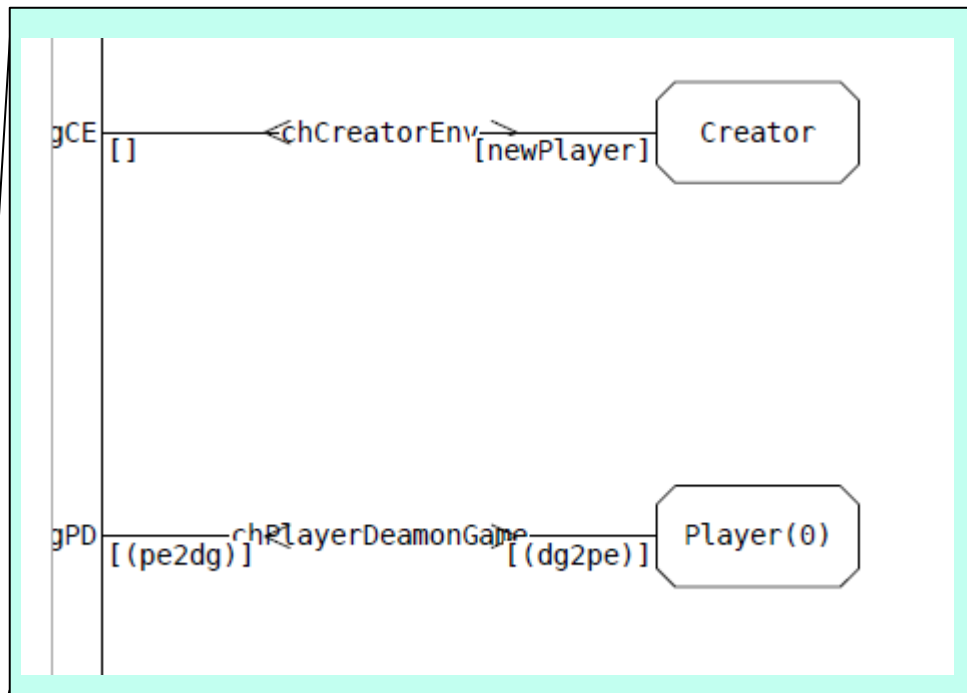 gCE
[]
chCreatorEnv
[newPlayer]
Creator
gPD
[(pe2dg)]
chPlayerDeamonGame
[(dg2pe)]
Player(0)